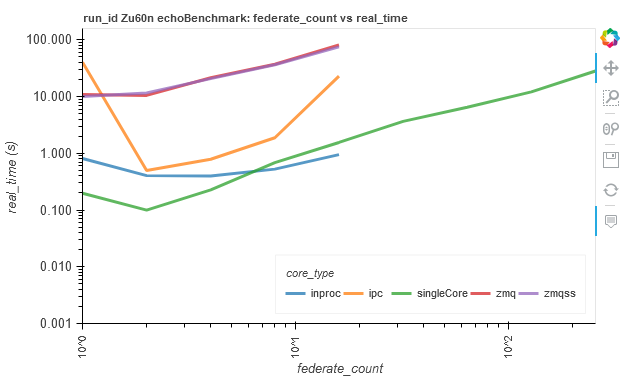 run_id Zu60n echoBenchmark: federate_count vs real_time
100.000
10.000
1.000
0.100
0.010
0.001
real_time (s)
core_type
inproc ipc singleCore zmq zmqss
10^0 10^1 10^2
federate_count